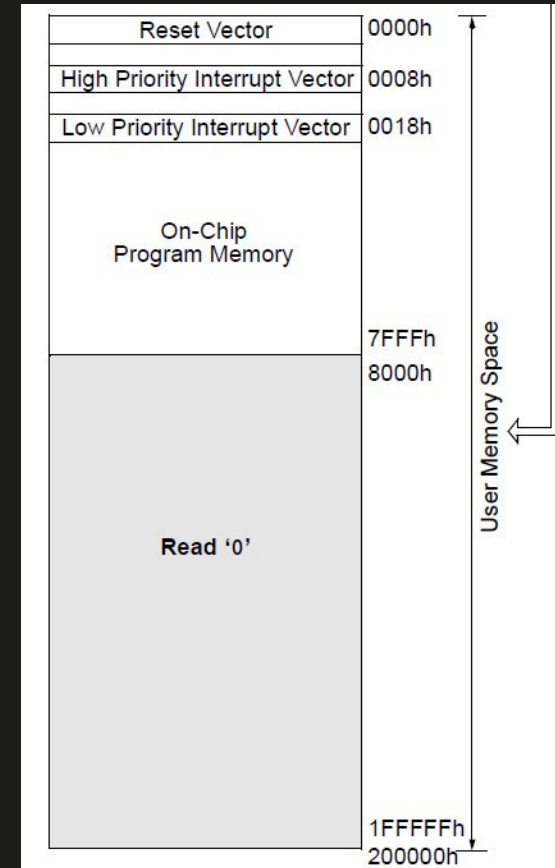 Reset Vector
0000h
High Priority Interrupt Vector
0008h
Low Priority Interrupt Vector
0018h
On-Chip
Program Memory
7FFFh
8000h
User Memory Space
Read ‘0’
1FFFFFh
200000h